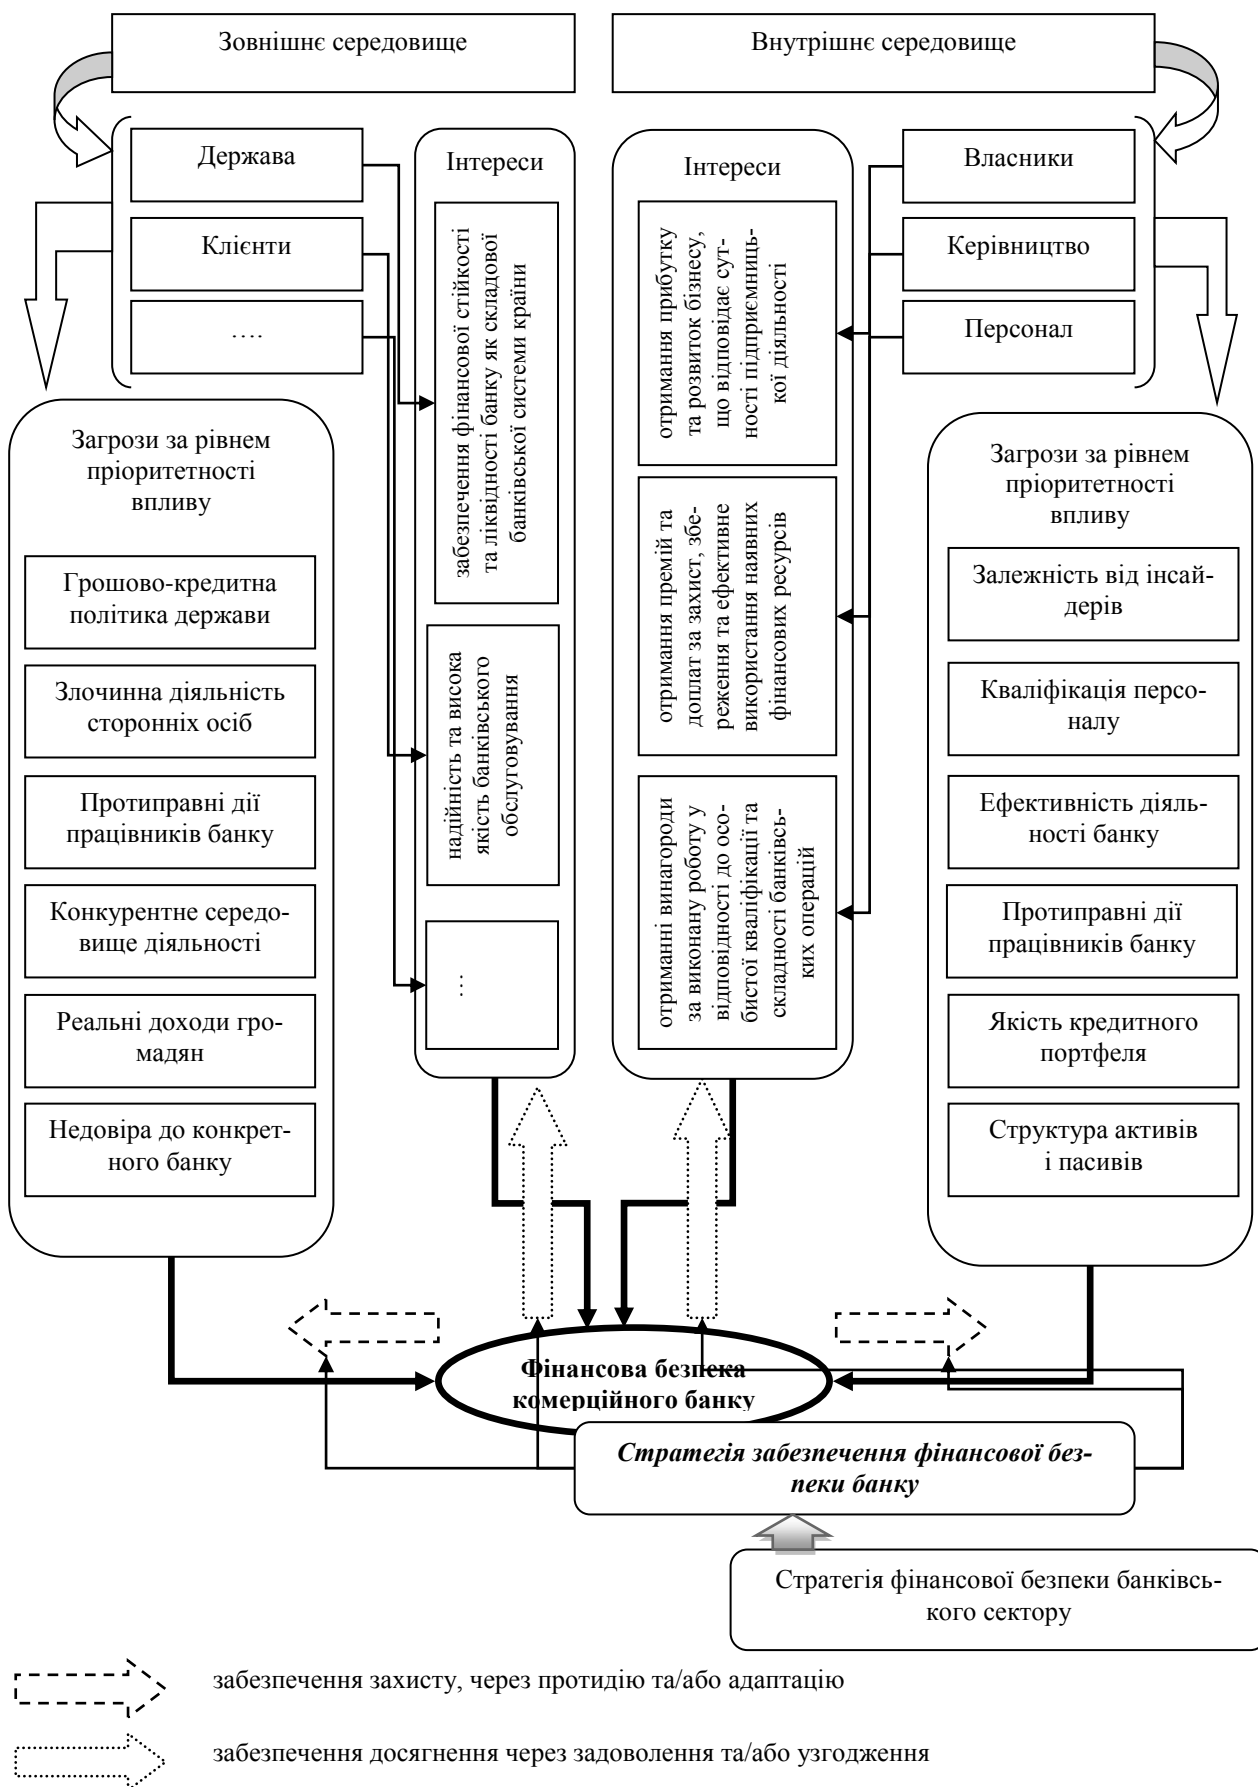 Зовнішнє середовище
Внутрішнє середовище
Держава
Клієнти
….
Інтереси
забезпечення фінансової стійкості
та ліквідності банку як складової
банківської системи країни
надійність та висока
якість банківського
обслуговування
…
Інтереси
отримання прибутку
та розвиток бізнесу,
що відповідає сут-
ності підприємниць-
кої діяльності
отримання премій та
доплат за захист, збе-
реження та ефективне
використання наявних
фінансових ресурсів
отриманні винагороди
за виконану роботу у
відповідності до осо-
бистої кваліфікації та
складності банківсь-
ких операцій
Власники
Керівництво
Персонал
Загрози за рівнем
пріоритетності
впливу
Грошово-кредитна
політика держави
Злочинна діяльність
сторонніх осіб
Протиправні дії
працівників банку
Конкурентне середо-
вище діяльності
Реальні доходи гро-
мадян
Недовіра до конкрет-
ного банку
Загрози за рівнем
пріоритетності
впливу
Залежність від інсай-
дерів
Кваліфікація персо-
налу
Ефективність діяль-
ності банку
Протиправні дії
працівників банку
Якість кредитного
портфеля
Структура активів
і пасивів
Фінансова безпека
комерційного банку
Стратегія забезпечення фінансової без-
пеки банку
Стратегія фінансової безпеки банківсь-
кого сектору
забезпечення захисту, через протидію та/або адаптацію
забезпечення досягнення через задоволення та/або узгодження